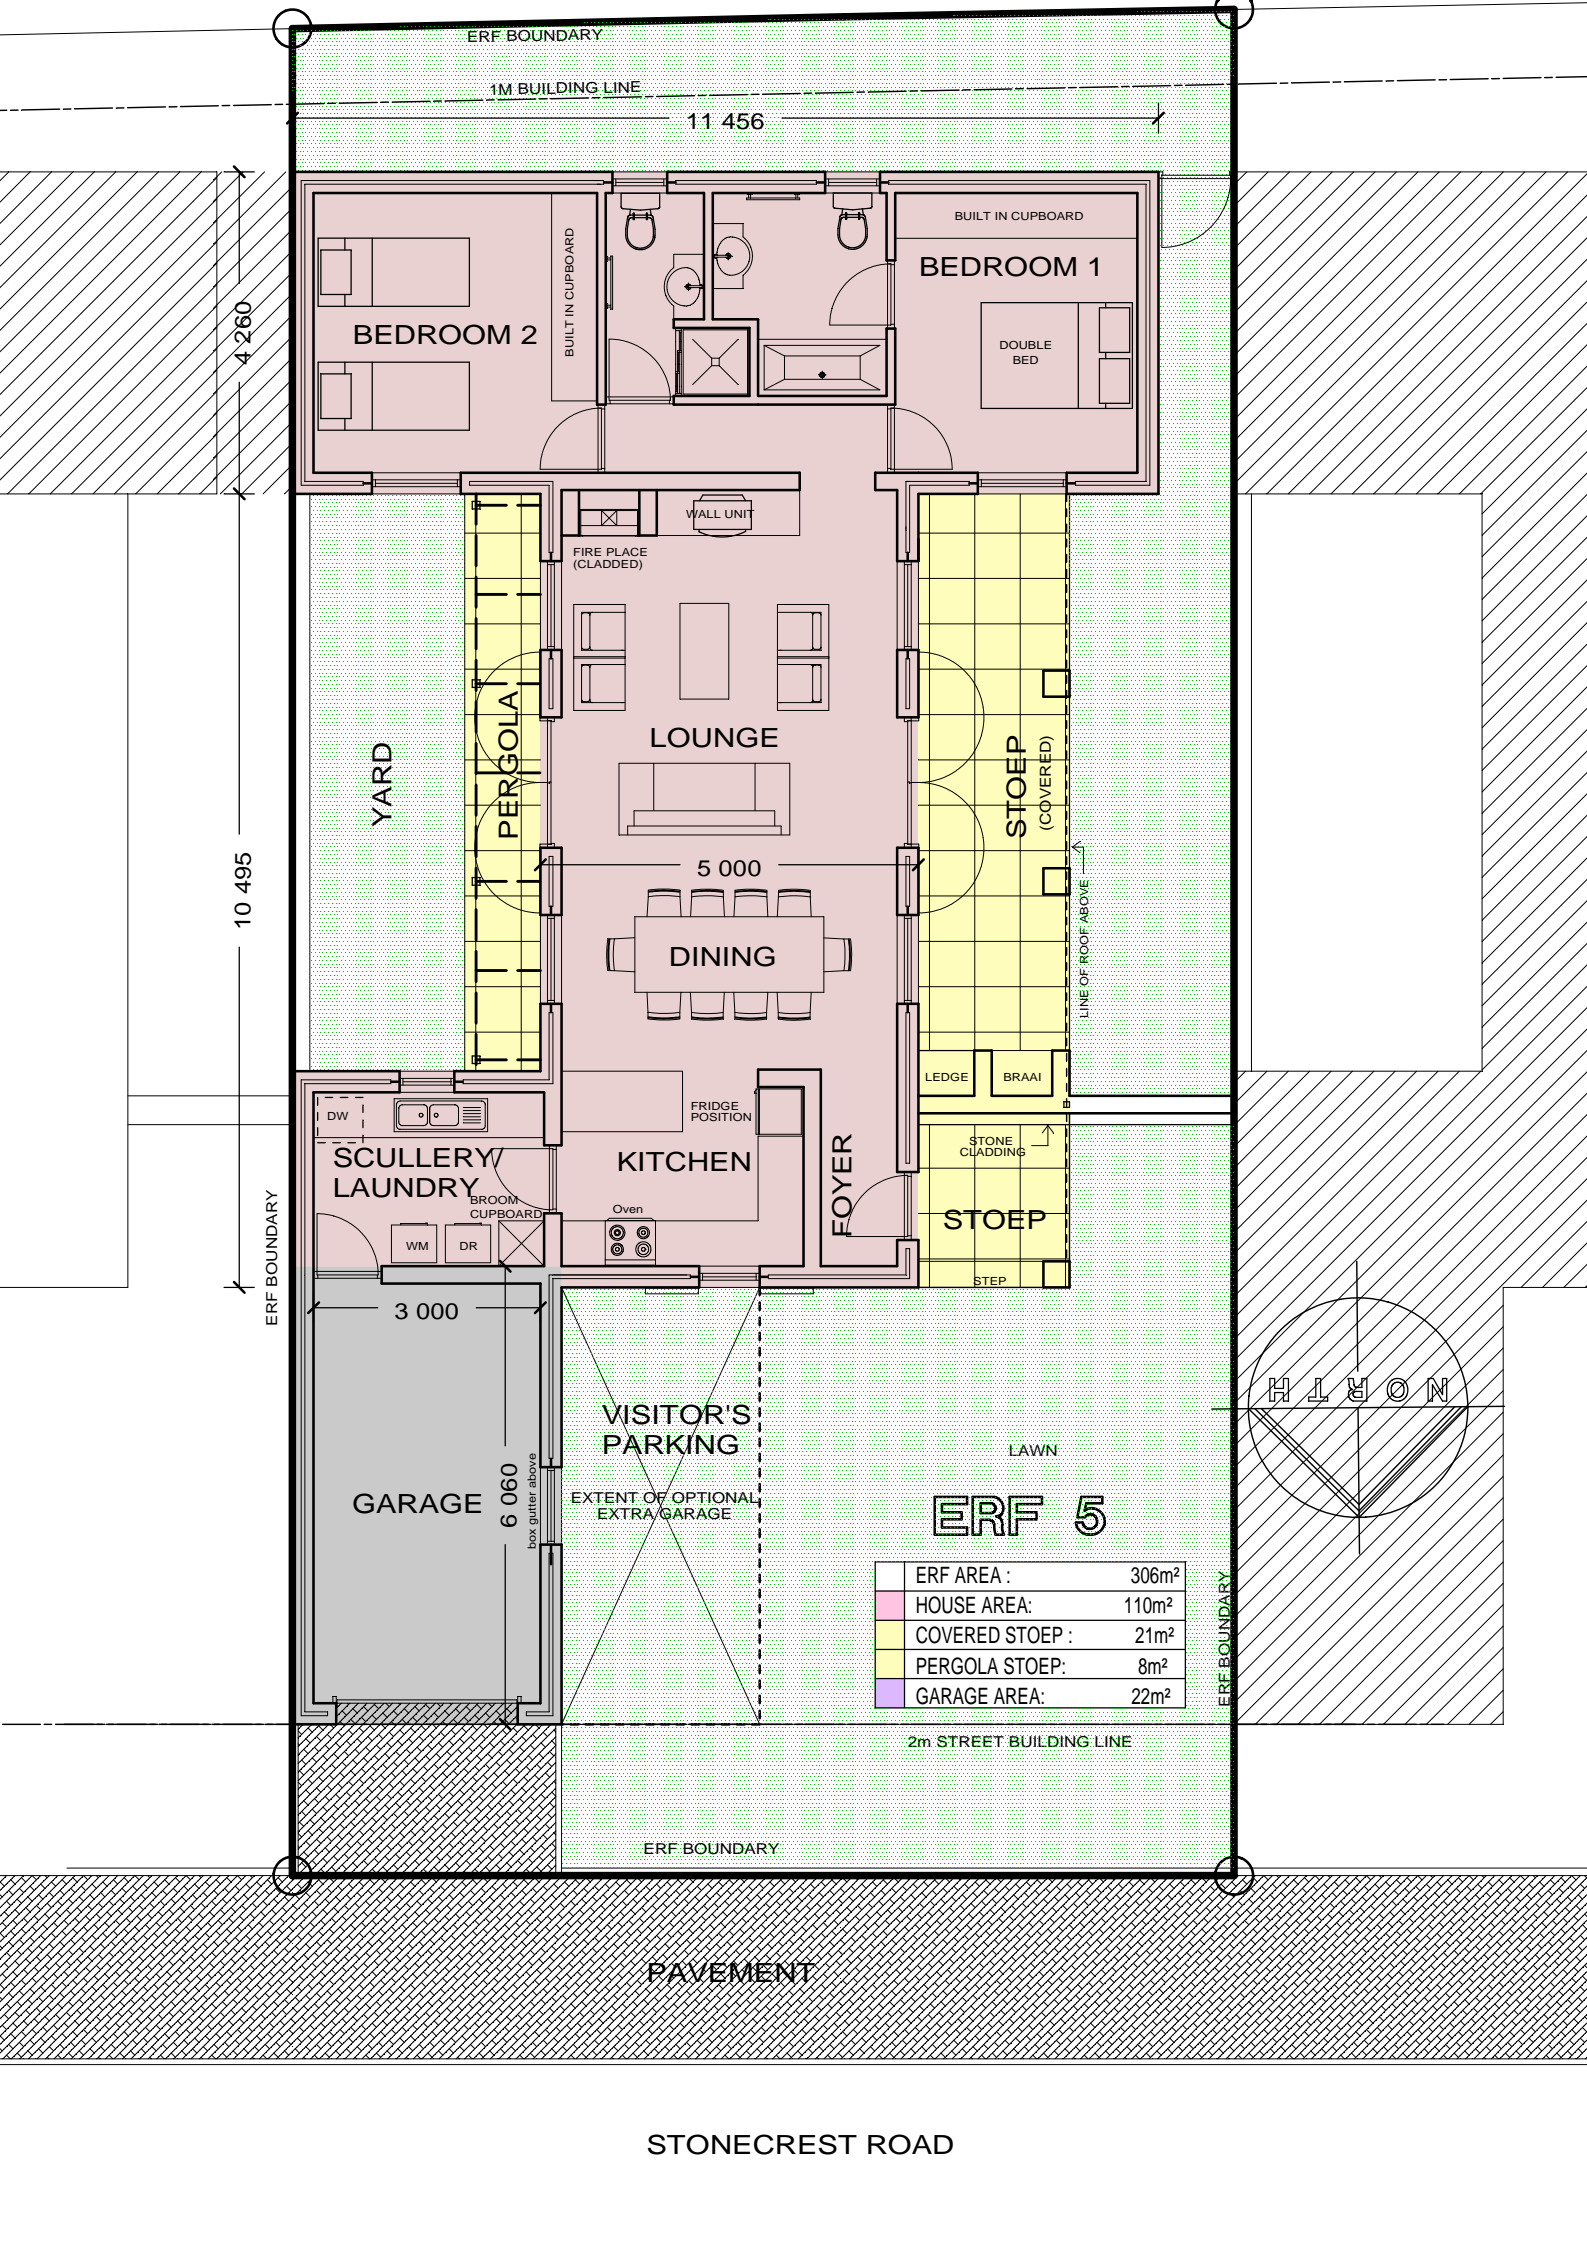 ERF BOUNDARY
1M BUILDING LINE
11 456
BUILT IN CUPBOARD
BEDROOM 1
BUILT IN CUPBOARD
BEDROOM 2
DOUBLE
BED
4 260
WALL UNIT
FIRE PLACE
(CLADDED)
LOUNGE
YARD
PERGOLA
STOEP
(COVERED)
5 000
10 495
LINE OF ROOF ABOVE
DINING
LEDGE
BRAAI
DW
FRIDGE
POSITION
STONE
CLADDING
SCULLERY/
LAUNDRY
KITCHEN
FOYER
BROOM
CUPBOARD
Oven
STOEP
WM
DR
STEP
ERF BOUNDARY
3 000
NORTH
VISITOR'S
PARKING
LAWN
GARAGE
6 060
box gutter above
EXTENT OF OPTIONAL
EXTRA GARAGE
ERF 5
ERF AREA : 306m²
HOUSE AREA: 110m²
COVERED STOEP : 21m²
PERGOLA STOEP: 8m²
GARAGE AREA: 22m²
ERF BOUNDARY
2m STREET BUILDING LINE
ERF BOUNDARY
PAVEMENT
STONECREST ROAD